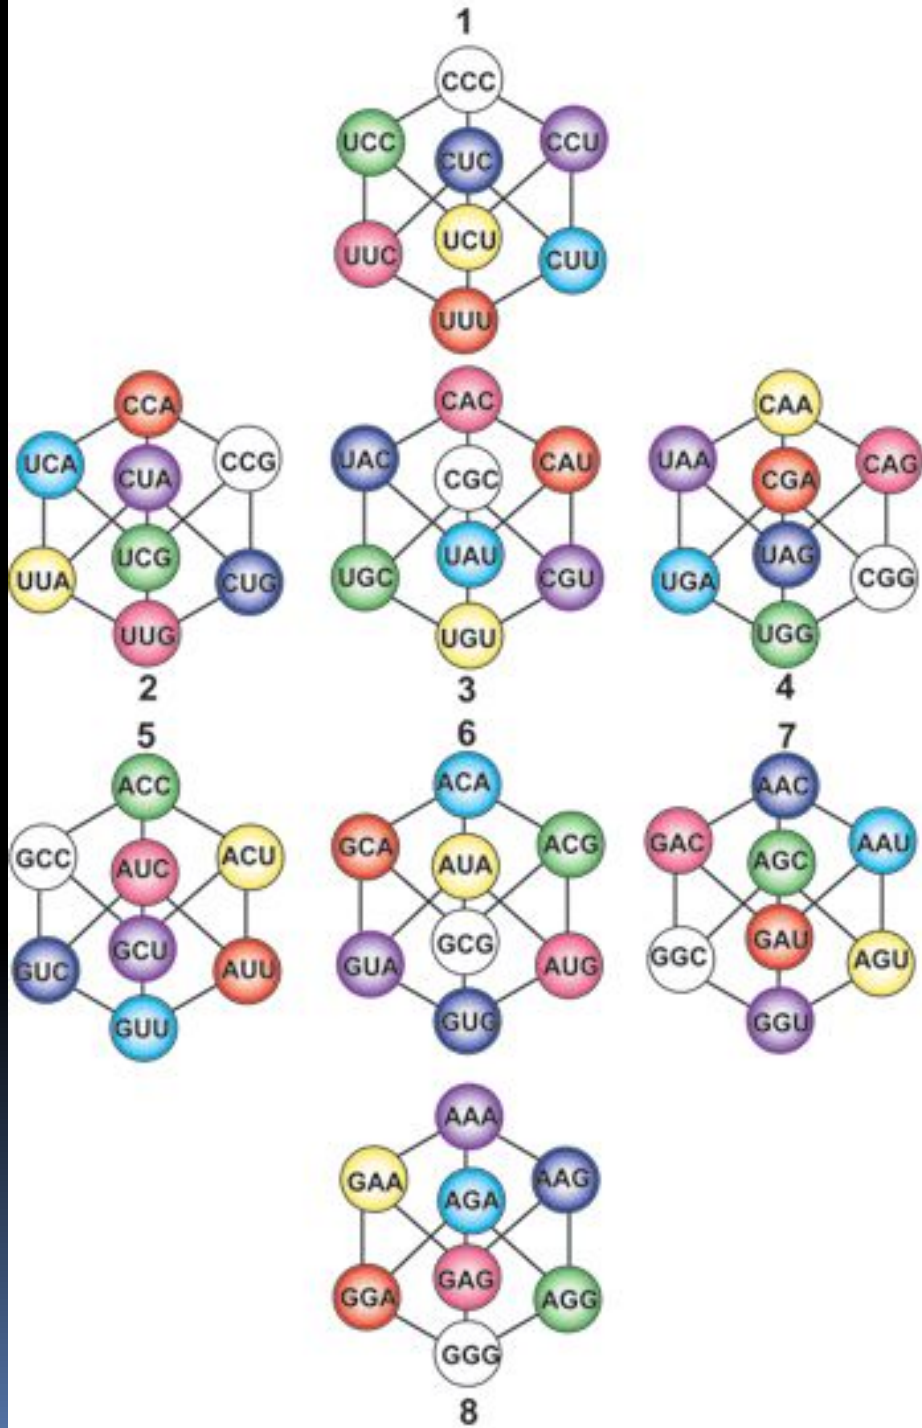 1
CCC
UCC CUC CCU
UUC UCU CUU
UUU
CCA
UCA CUA CCG
UUA UCG CUG
UUG
2
CAC
UAC CGC CAU
UGC UAU CGU
UGU
3
CAA
UAA CGA CAG
UGA UAG CGG
UGG
4
5
ACC
GCC AUC ACU
GUC GCU AUU
GUU
6
ACA
GCA AUA ACG
GUA GCG AUG
GUG
7
AAC
GAC AGC AAU
GGC GAU AGU
GGU
AAA
GAA AGA AAG
GGA GAG AGG
GGG
8